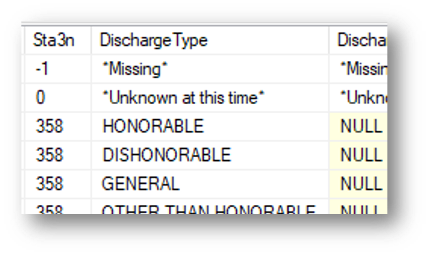 Sta3n DischargeType Discha
-1 *Missing* *Missin
0 *Unknown at this time* *Unkn
358 HONORABLE NULL
358 DISHONORABLE NULL
358 GENERAL NULL
358 OTHER THAN HONORABLE NULL